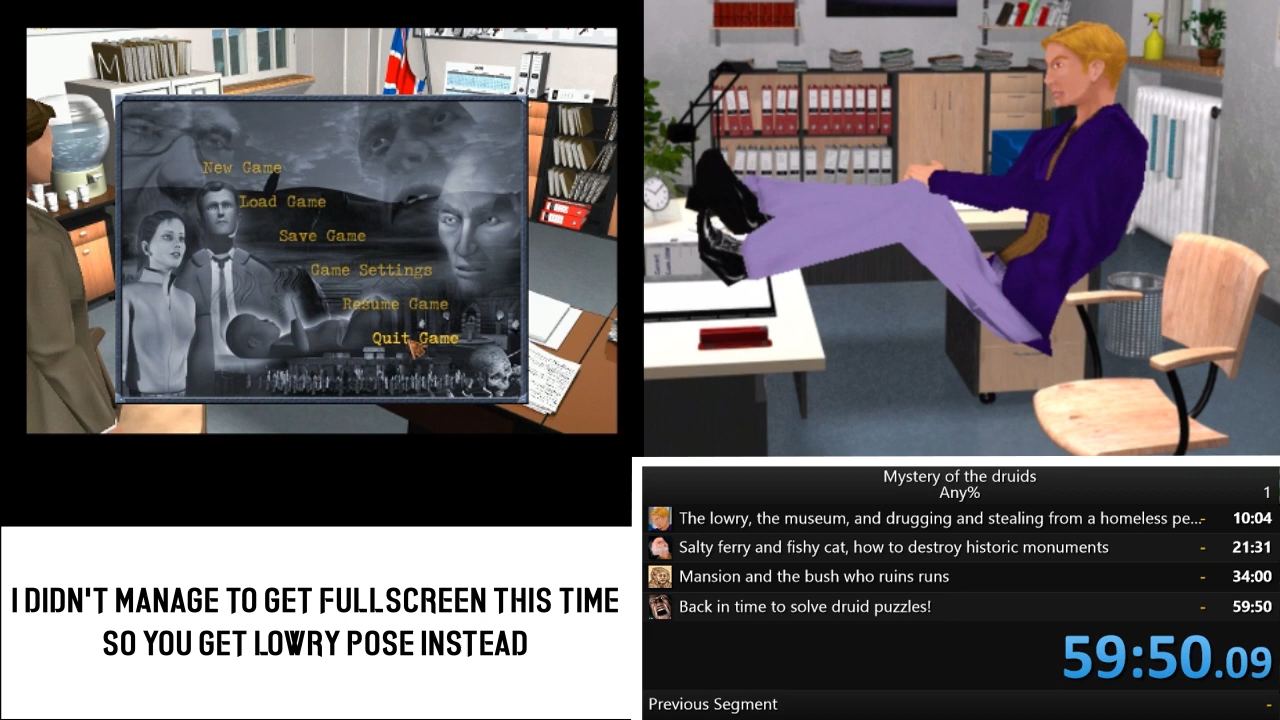 New Game
Load Game
Save Game
Game Settings
Resume Game
Quit Game
I DIDN'T MANAGE TO GET FULLSCREEN THIS TIME
SO YOU GET LOWRY POSE INSTEAD
Mystery of the druids
Any%
1
The lowry, the museum, and drugging and stealing from a homeless pe... - 10:04
Salty ferry and fishy cat, how to destroy historic monuments - 21:31
Mansion and the bush who ruins runs - 34:00
Back in time to solve druid puzzles! - 59:50
59:50.09
Previous Segment -